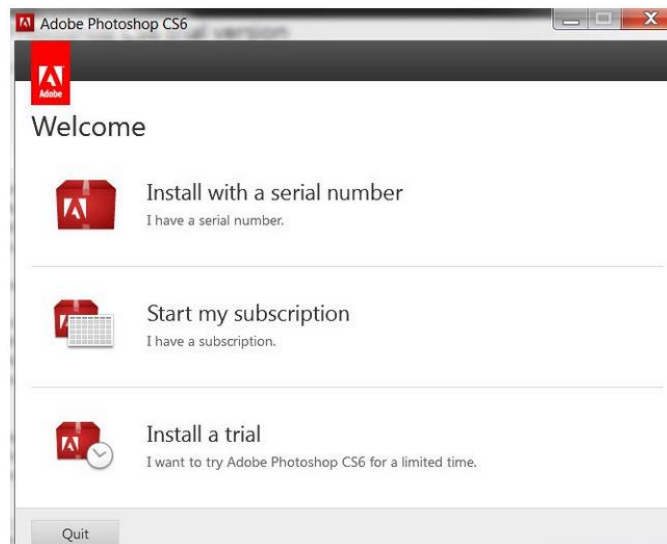 Adobe Photoshop CS6
Adobe
Welcome
Install with a serial number
I have a serial number.
Start my subscription
I have a subscription.
Install a trial
I want to try Adobe Photoshop CS6 for a limited time.
Quit